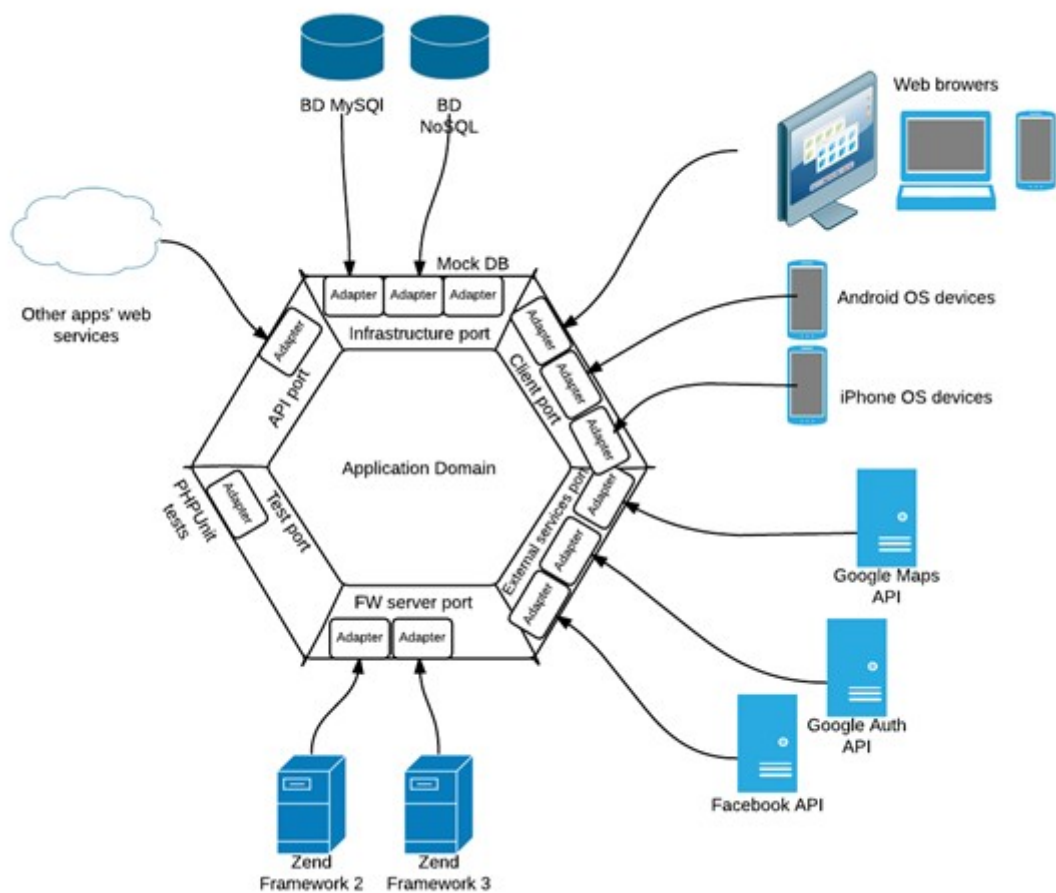 BD MySQl
BD
NoSQL
Web browers
Other apps' web
services
Mock DB
Adapter
Adapter
Adapter
Infrastructure port
Adapter
API port
Adapter
Adapter
Adapter
Client port
Android OS devices
iPhone OS devices
Application Domain
PHPUnit
tests
Adapter
Test port
External services port
Adapter
Adapter
Adapter
FW server port
Adapter
Adapter
Google Maps
API
Google Auth
API
Facebook API
Zend
Framework 2
Zend
Framework 3